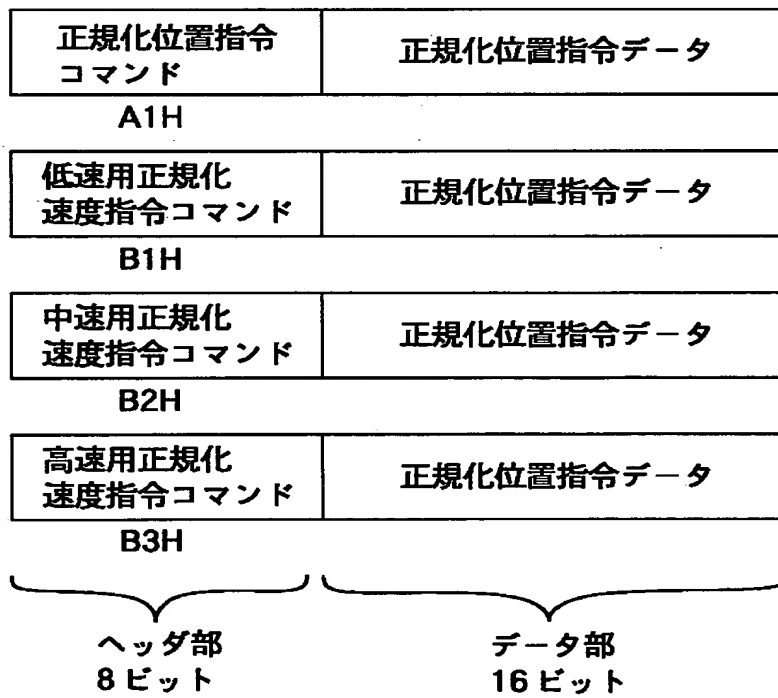 正規化位置指令
コマンド
正規化位置指令データ
A1H
低速用正規化
速度指令コマンド
正規化位置指令データ
B1H
中速用正規化
速度指令コマンド
正規化位置指令データ
B2H
高速用正規化
速度指令コマンド
正規化位置指令データ
B3H
ヘッダ部
8ビット
データ部
16ビット